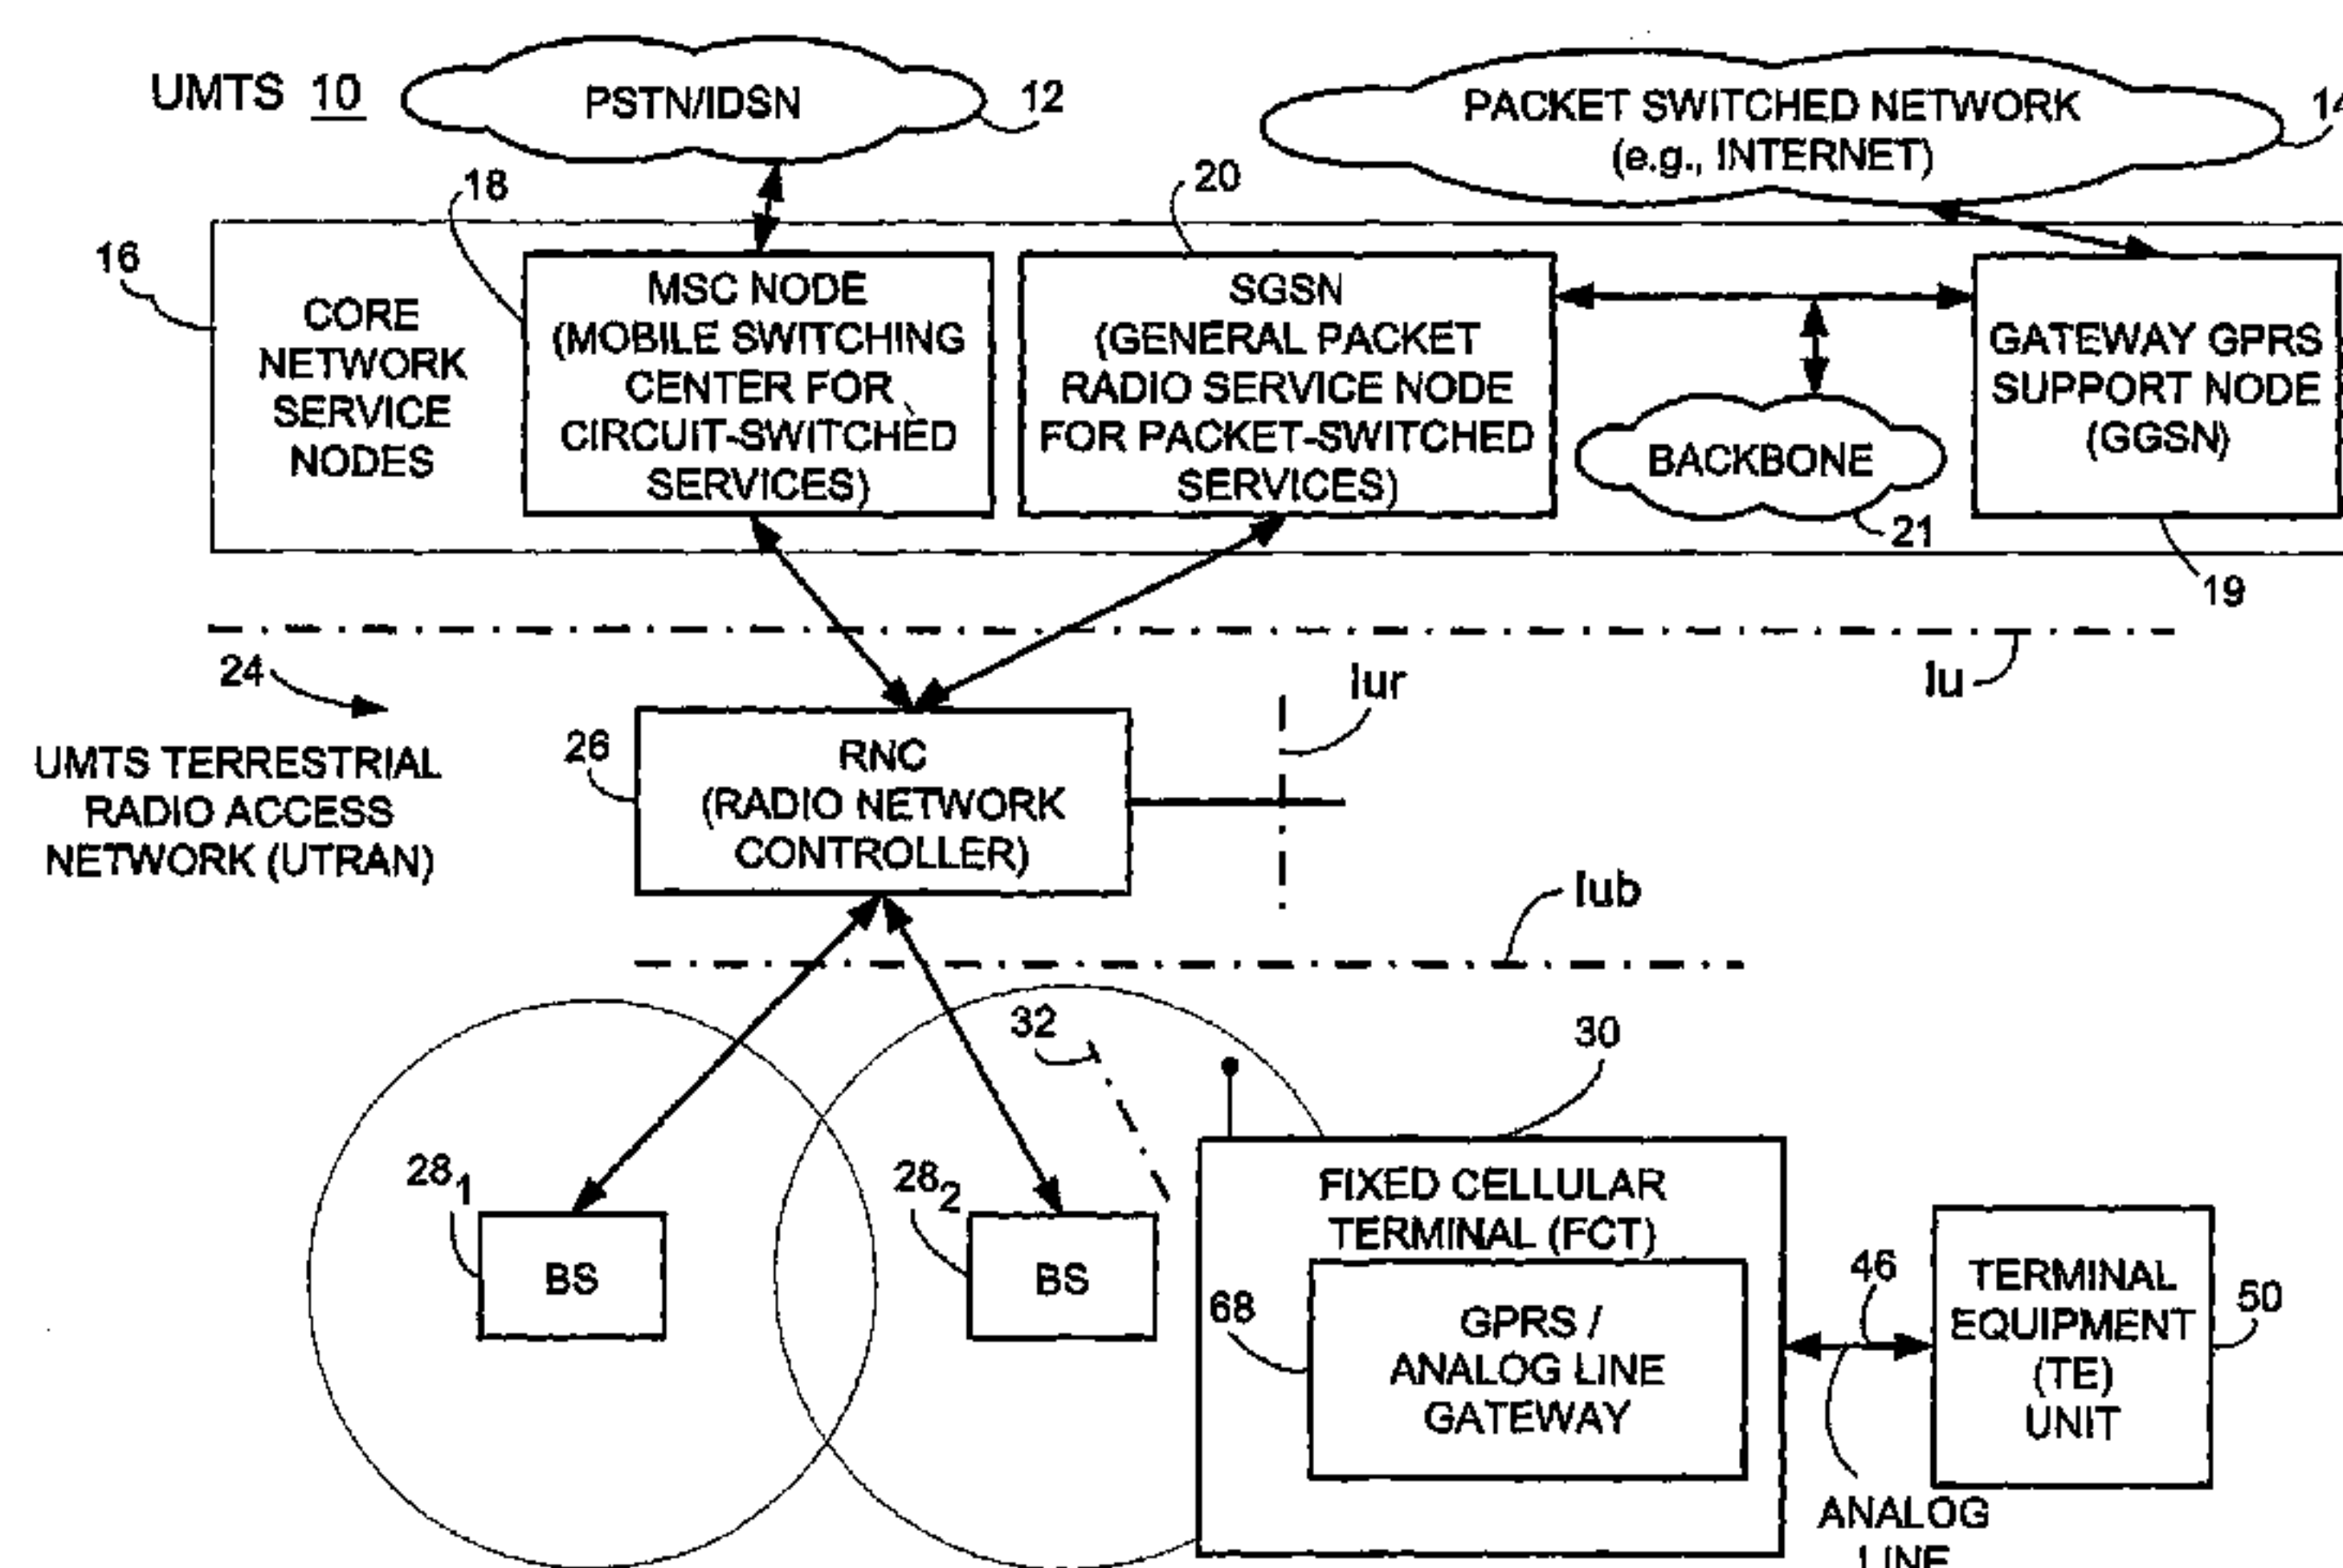 UMTS 10
PSTN/IDSN
12
PACKET SWITCHED NETWORK
(e.g., INTERNET)
14
18
20
16
CORE
NETWORK
SERVICE
NODES
MSC NODE
(MOBILE SWITCHING
CENTER FOR
CIRCUIT-SWITCHED
SERVICES)
SGSN
(GENERAL PACKET
RADIO SERVICE NODE
FOR PACKET-SWITCHED
SERVICES)
BACKBONE
21
GATEWAY GPRS
SUPPORT NODE
(GGSN)
19
24
UMTS TERRESTRIAL
RADIO ACCESS
NETWORK (UTRAN)
26
RNC
(RADIO NETWORK
CONTROLLER)
Iur
Iu
Iub
32
30
28₁
BS
28₂
BS
FIXED CELLULAR
TERMINAL (FCT)
68
GPRS /
ANALOG LINE
GATEWAY
46
TERMINAL
EQUIPMENT
(TE)
UNIT
50
ANALOG
LINE